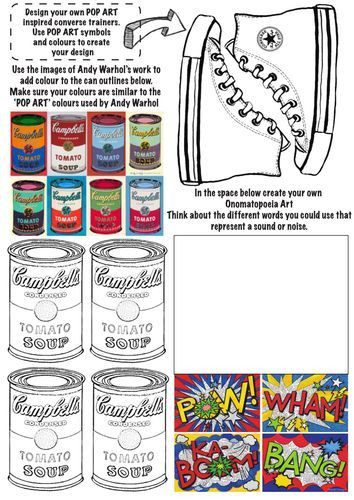 Design your own POP ART
inspired converse trainers.
Use POP ART symbols
and colours to create
your design
Use the images of Andy Warhol's work to
add colour to the can outlines below.
Make sure your colours are similar to the
'POP ART' colours used by Andy Warhol
Campbell's
TOMATO
SOUP
Campbell's
CONDENSED
TOMATO
SOUP
Campbell's
TOMATO
SOUP
Campbell's
TOMATO
SOUP
Campbell's
TOMATO
SOUP
Campbell's
TOMATO
SOUP
Campbell's
TOMATO
SOUP
Campbell's
TOMATO
SOUP
In the space below create your own
Onomatopoeia Art
Think about the different words you could use that
represent a sound or noise.
Campbell's
CONDENSED
TOMATO
SOUP
Campbell's
CONDENSED
TOMATO
SOUP
Campbell's
CONDENSED
TOMATO
SOUP
Campbell's
CONDENSED
TOMATO
SOUP
POW!
WHAM!
KA-
BOOM!
BANG!